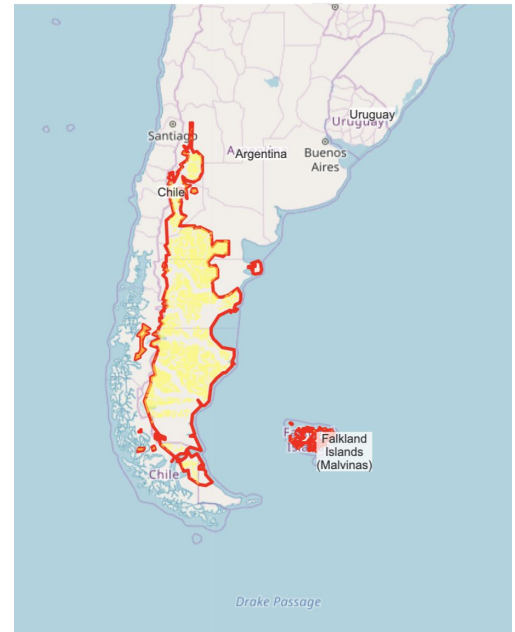 Santiago
Uruguay
Uruguay
Argentina
Buenos
Aires
Chile
Falkland
Islands
(Malvinas)
Chile
Drake Passage